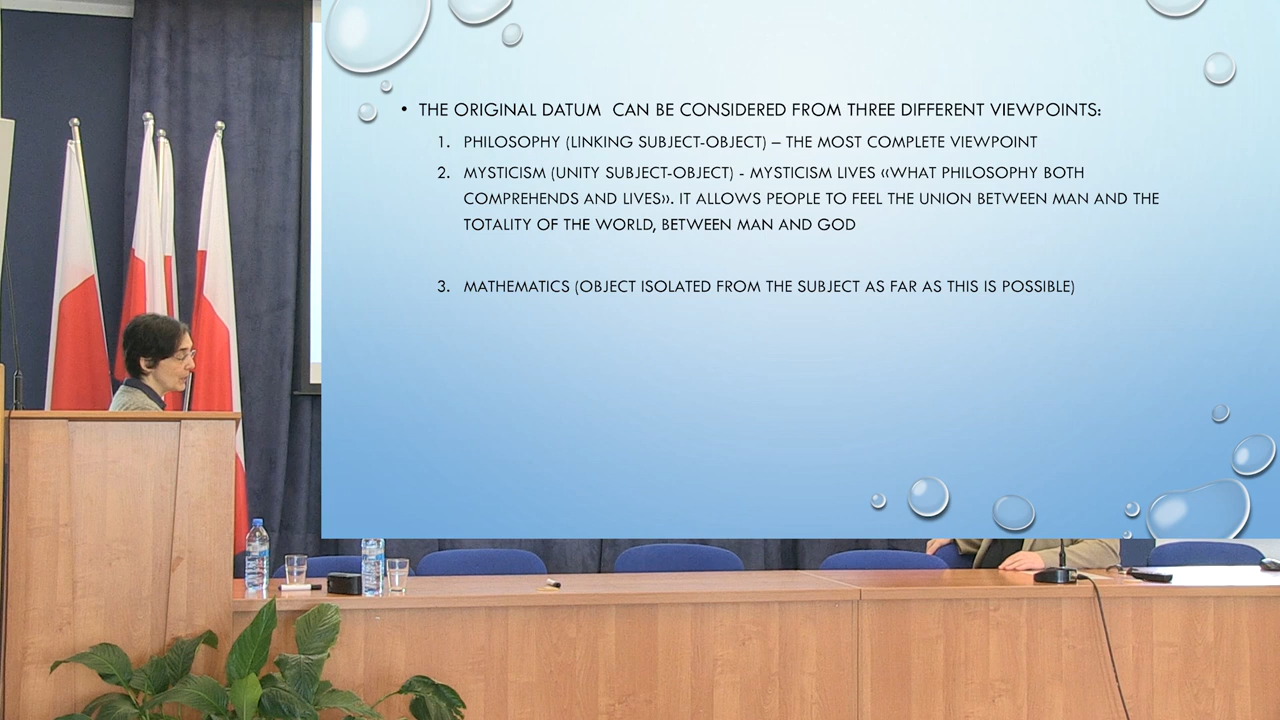 • THE ORIGINAL DATUM CAN BE CONSIDERED FROM THREE DIFFERENT VIEWPOINTS:
1. PHILOSOPHY (LINKING SUBJECT-OBJECT) – THE MOST COMPLETE VIEWPOINT
2. MYSTICISM (UNITY SUBJECT-OBJECT) - MYSTICISM LIVES «WHAT PHILOSOPHY BOTH
COMPREHENDS AND LIVES». IT ALLOWS PEOPLE TO FEEL THE UNION BETWEEN MAN AND THE
TOTALITY OF THE WORLD, BETWEEN MAN AND GOD
3. MATHEMATICS (OBJECT ISOLATED FROM THE SUBJECT AS FAR AS THIS IS POSSIBLE)